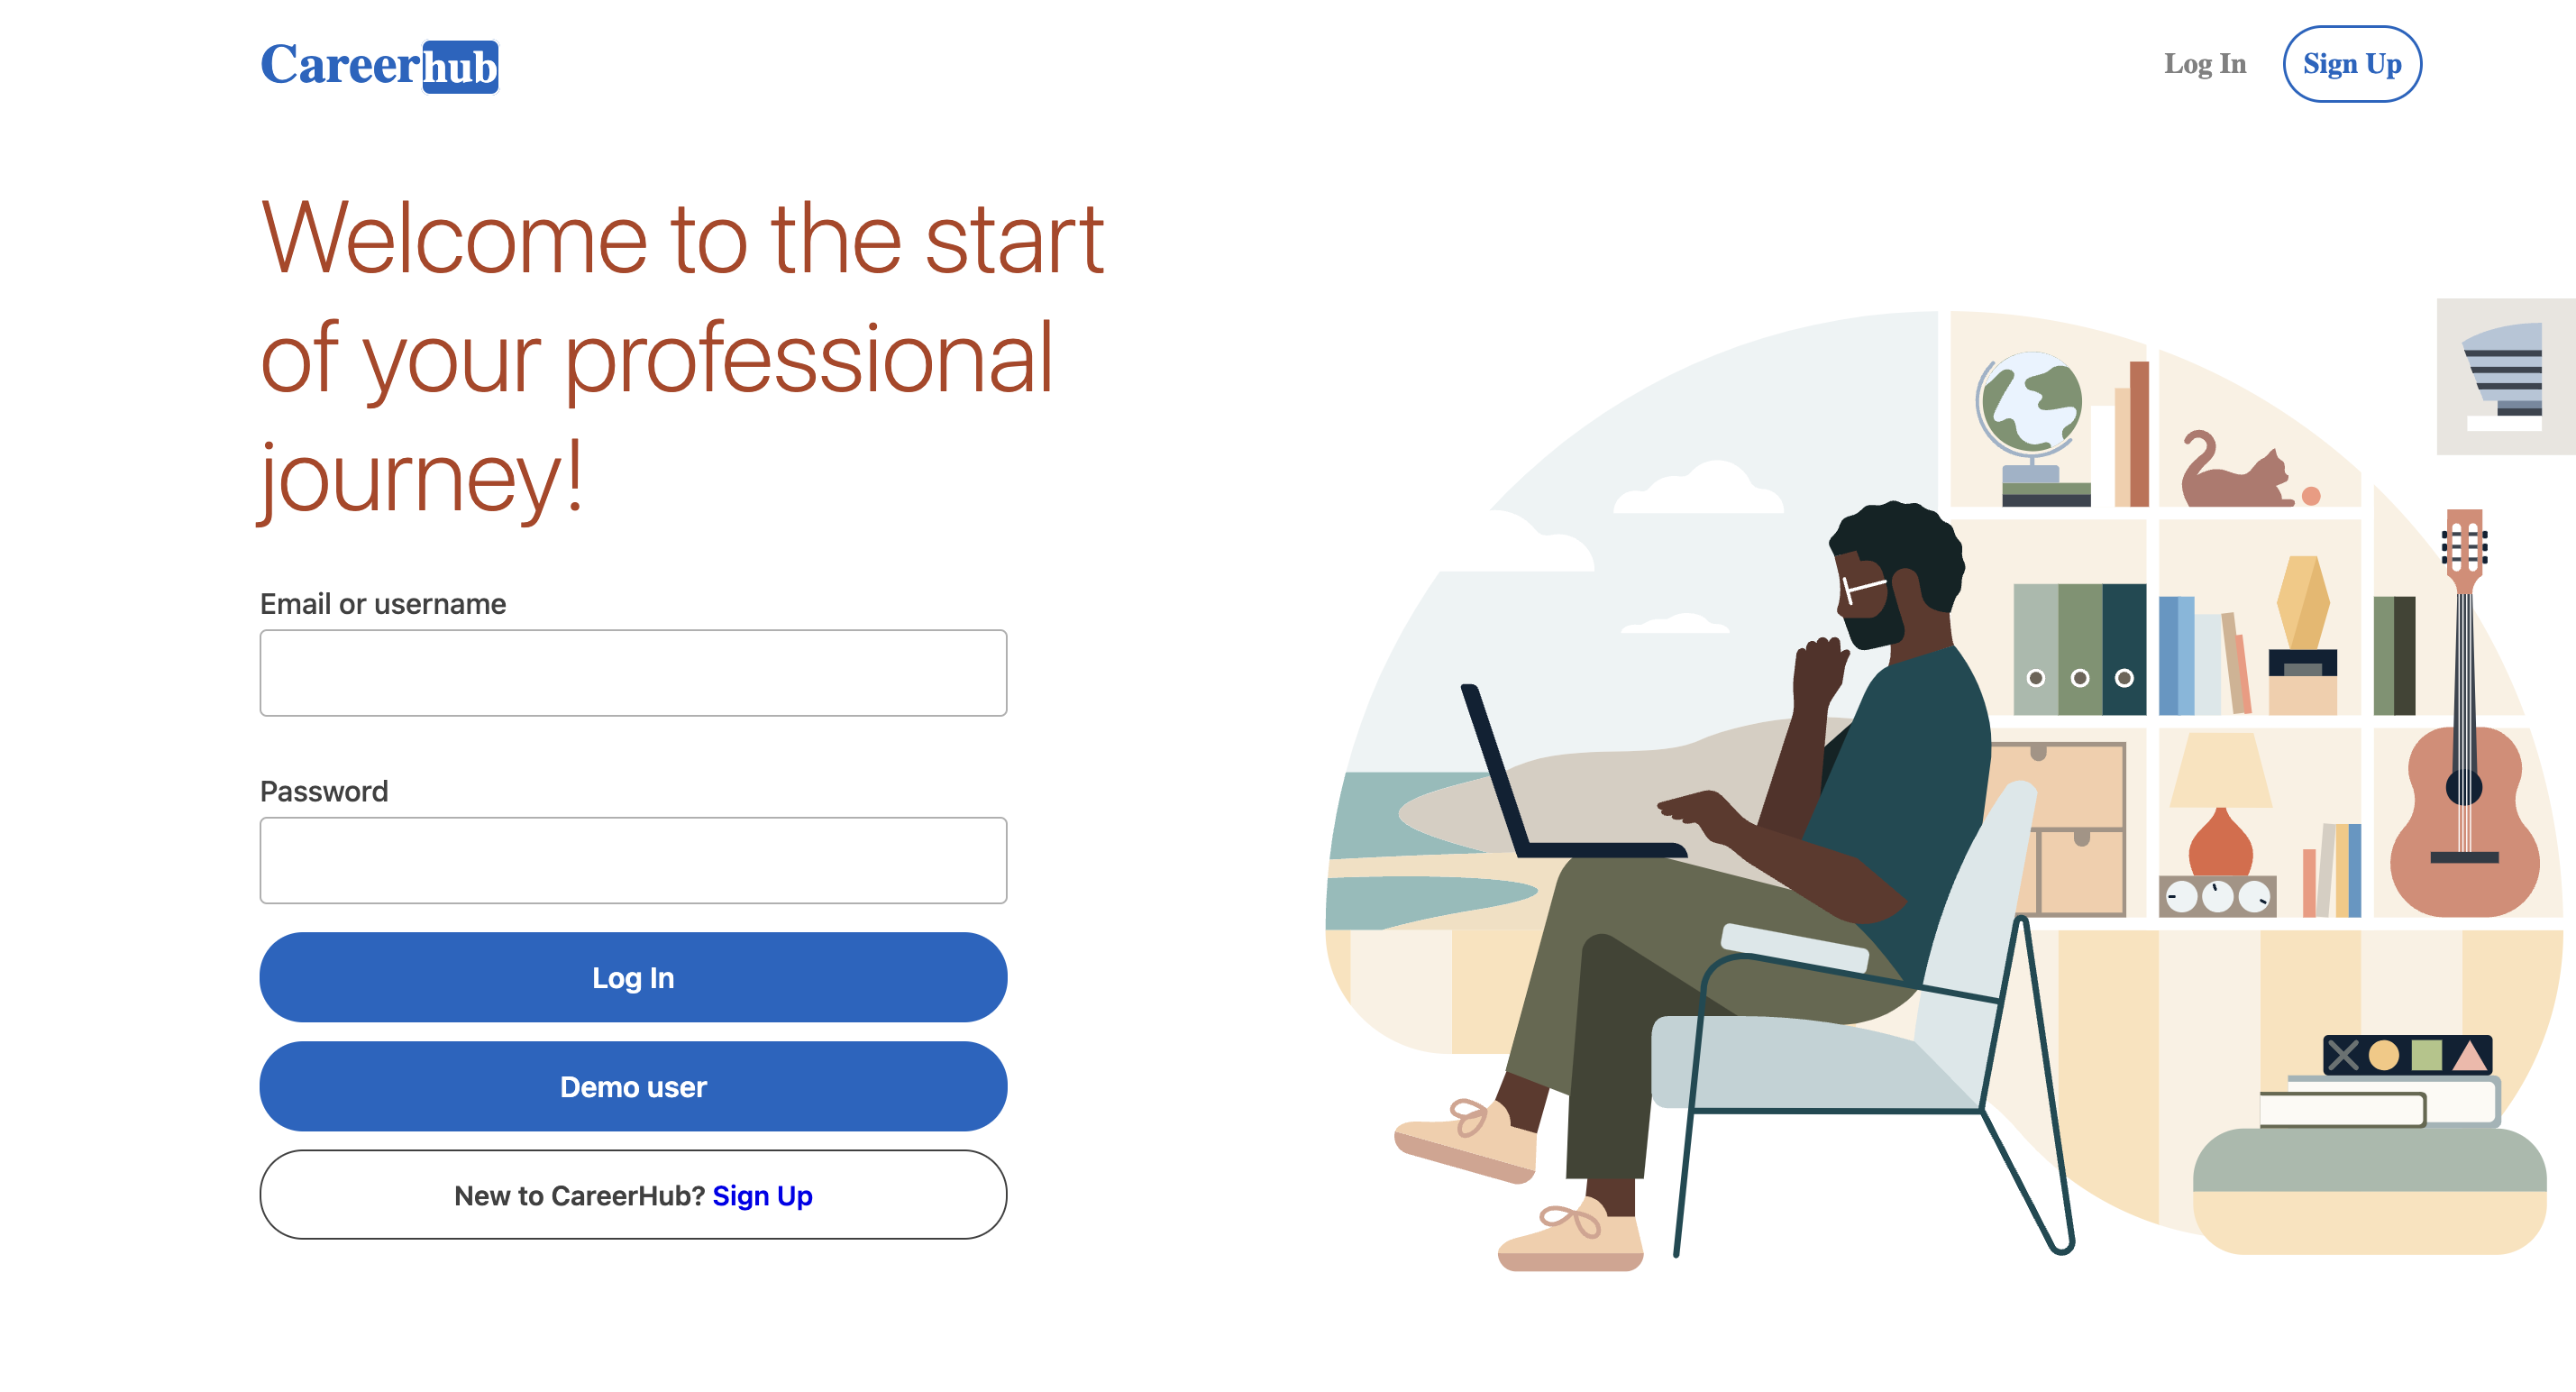 Careerhub
Log In
Sign Up
Welcome to the start
of your professional
journey!
Email or username
Password
Log In
Demo user
New to CareerHub? Sign Up